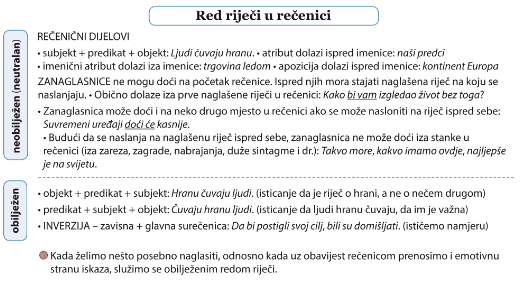 Red riječi u rečenici
neobilježen (neutralan)
REČENIČNI DIJELOVI
• subjekt + predikat + objekt: Ljudi čuvaju hranu. • atribut dolazi ispred imenice: naši predci
• imenični atribut dolazi iza imenice: trgovina ledom • apozicija dolazi ispred imenice: kontinent Europa
ZANAGLASNICE ne mogu doći na početak rečenice. Ispred njih mora stajati naglašena riječ na koju se
naslanjaju. • Obično dolaze iza prve naglašene riječi u rečenici: Kako bi vam izgledao život bez toga?
• Zanaglasnica može doći i na neko drugo mjesto u rečenici ako se može nasloniti na riječ ispred sebe:
Suvremeni uređaji doći će kasnije.
• Budući da se naslanja na naglašenu riječ ispred sebe, zanaglasnica ne može doći iza stanke u
rečenici (iza zareza, zagrade, nabrajanja, duže sintagme i dr.): Takvo more, kakvo imamo ovdje, najljepše
je na svijetu.
obilježen
• objekt + predikat + subjekt: Hranu čuvaju ljudi. (isticanje da je riječ o hrani, a ne o nečem drugom)
• predikat + subjekt + objekt: Čuvaju hranu ljudi. (isticanje da ljudi hranu čuvaju, da im je važna)
• INVERZIJA – zavisna + glavna surečenica: Da bi postigli svoj cilj, bili su domišljati. (ističemo namjeru)
Kada želimo nešto posebno naglasiti, odnosno kada uz obavijest rečenicom prenosimo i emotivnu
stranu iskaza, služimo se obilježenim redom riječi.